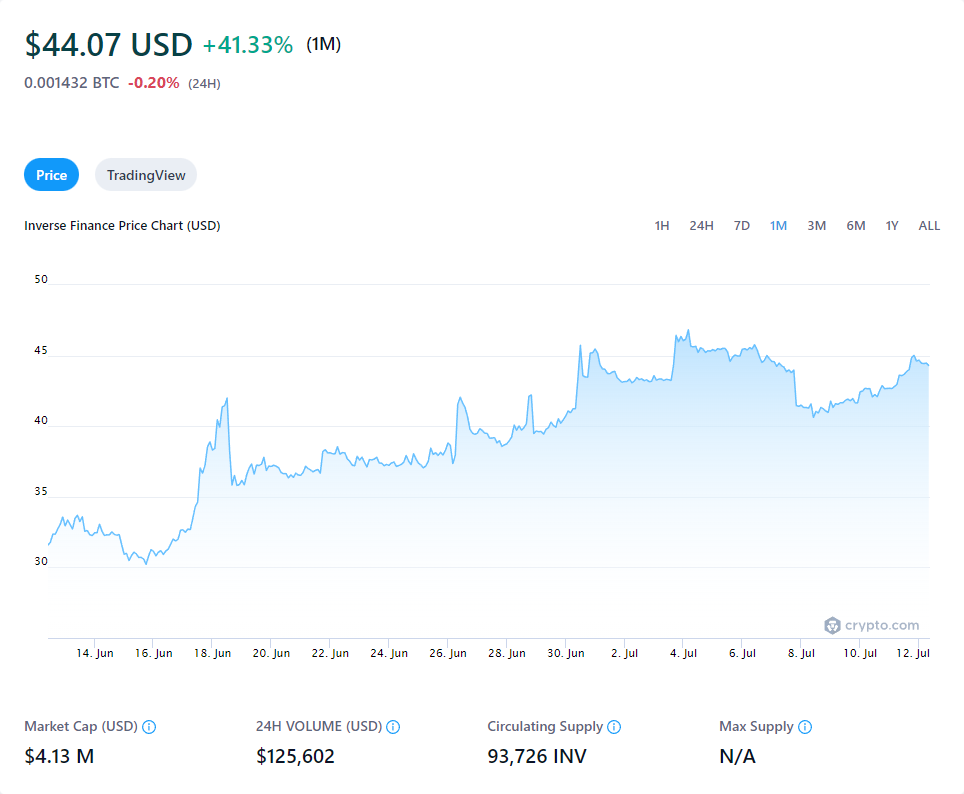 $44.07 USD +41.33% (1M)
0.001432 BTC -0.20% (24H)
Price TradingView
Inverse Finance Price Chart (USD) 1H 24H 7D 1M 3M 6M 1Y ALL
50
45
40
35
30
crypto.com
14. Jun 16. Jun 18. Jun 20. Jun 22. Jun 24. Jun 26. Jun 28. Jun 30. Jun 2. Jul 4. Jul 6. Jul 8. Jul 10. Jul 12. Jul
Market Cap (USD) 24H VOLUME (USD) Circulating Supply Max Supply
$4.13 M $125,602 93,726 INV N/A